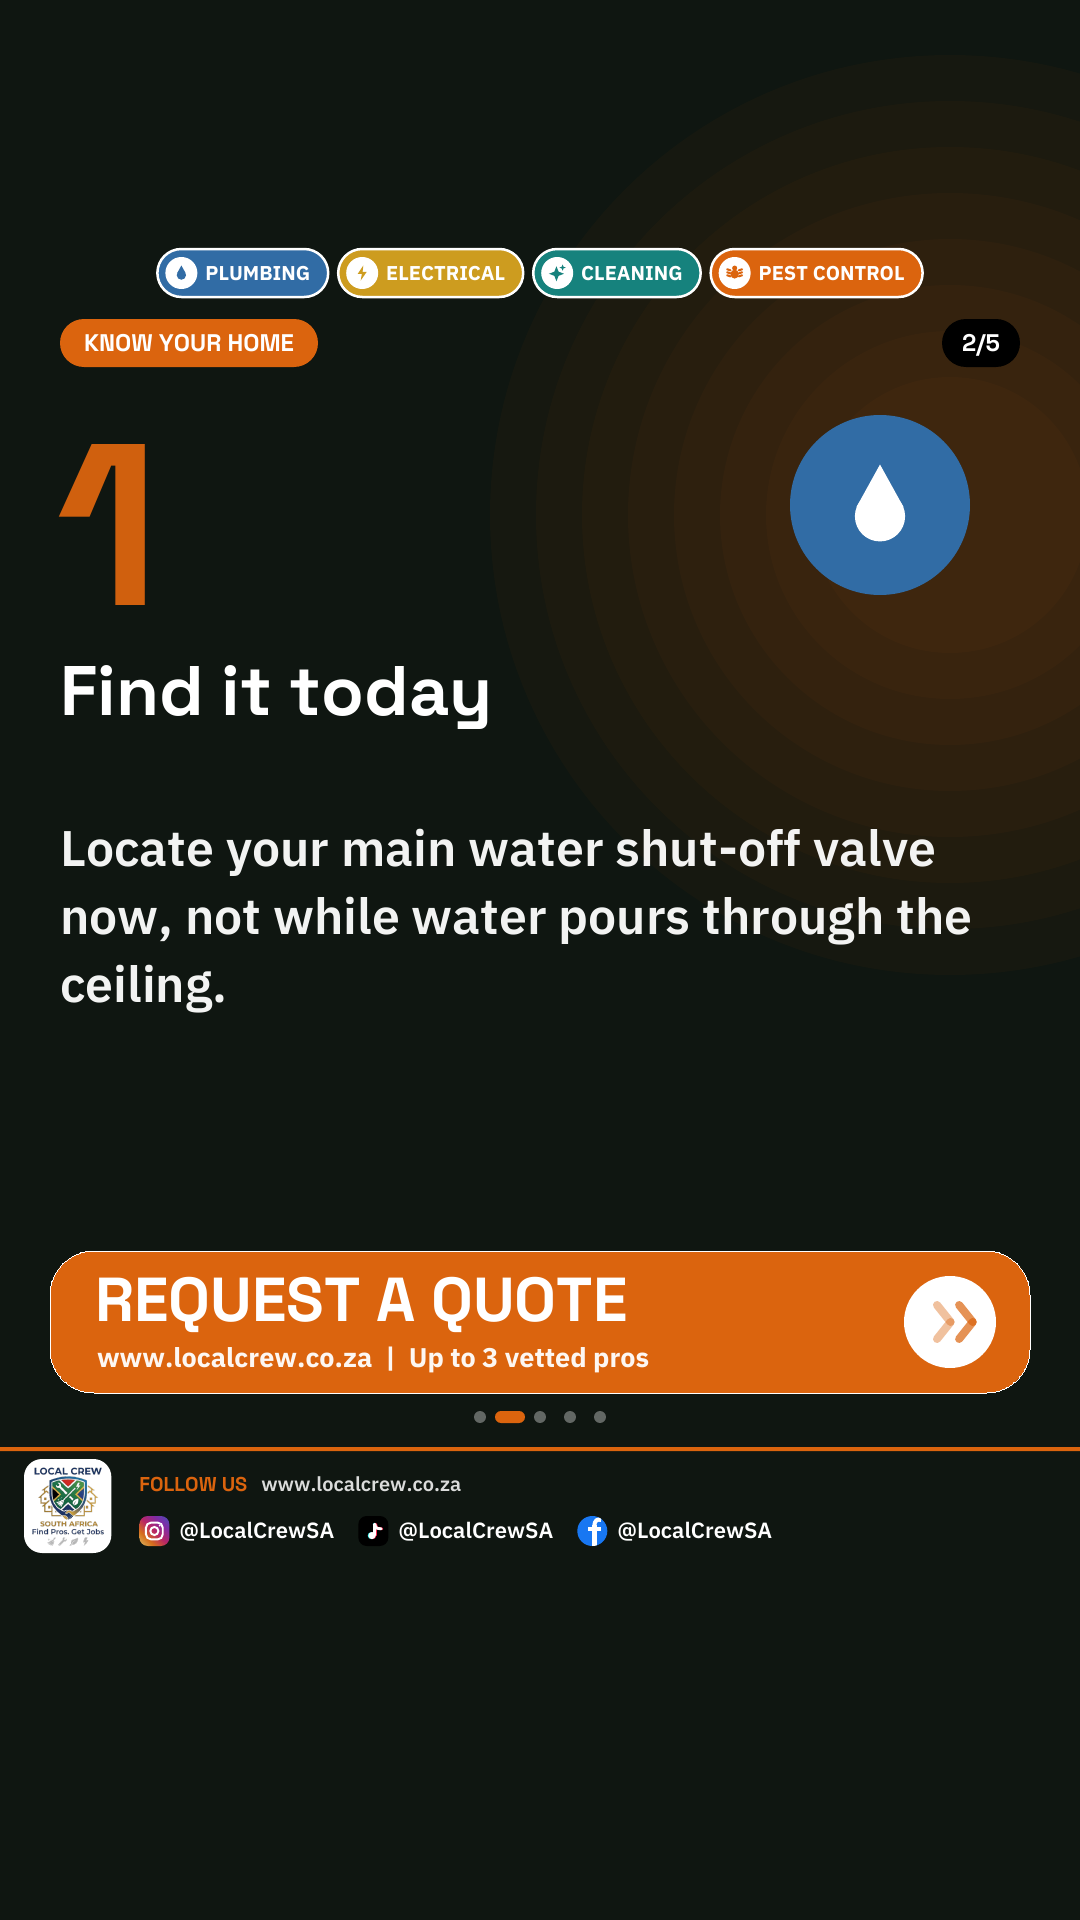 PLUMBING ELECTRICAL CLEANING PEST CONTROL
KNOW YOUR HOME 2/5
1
Find it today
Locate your main water shut-off valve
now, not while water pours through the
ceiling.
REQUEST A QUOTE
www.localcrew.co.za | Up to 3 vetted pros
LOCAL CREW
SOUTH AFRICA
Find Pros. Get Jobs
FOLLOW US www.localcrew.co.za
@LocalCrewSA @LocalCrewSA @LocalCrewSA